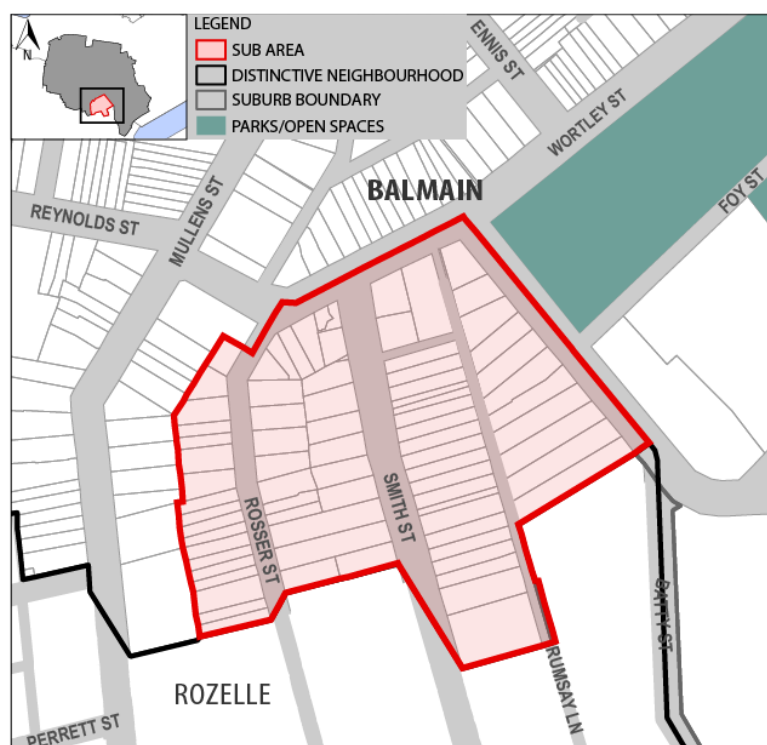 N
LEGEND
SUB AREA
DISTINCTIVE NEIGHBOURHOOD
SUBURB BOUNDARY
PARKS/OPEN SPACES
ENNIS ST
WORTLEY ST
FOY ST
BALMAIN
REYNOLDS ST
MULLENS ST
ROSSER ST
SMITH ST
BATTY ST
RUMSAY LN
ROZELLE
PERRETT ST